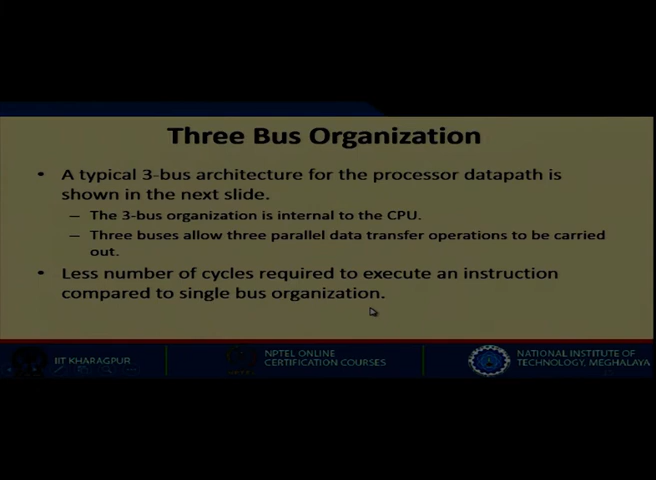 Three Bus Organization
• A typical 3-bus architecture for the processor datapath is
shown in the next slide.
– The 3-bus organization is internal to the CPU.
– Three buses allow three parallel data transfer operations to be carried
out.
• Less number of cycles required to execute an instruction
compared to single bus organization.
IIT KHARAGPUR
NPTEL ONLINE
CERTIFICATION COURSES
NATIONAL INSTITUTE OF
TECHNOLOGY, MEGHALAYA